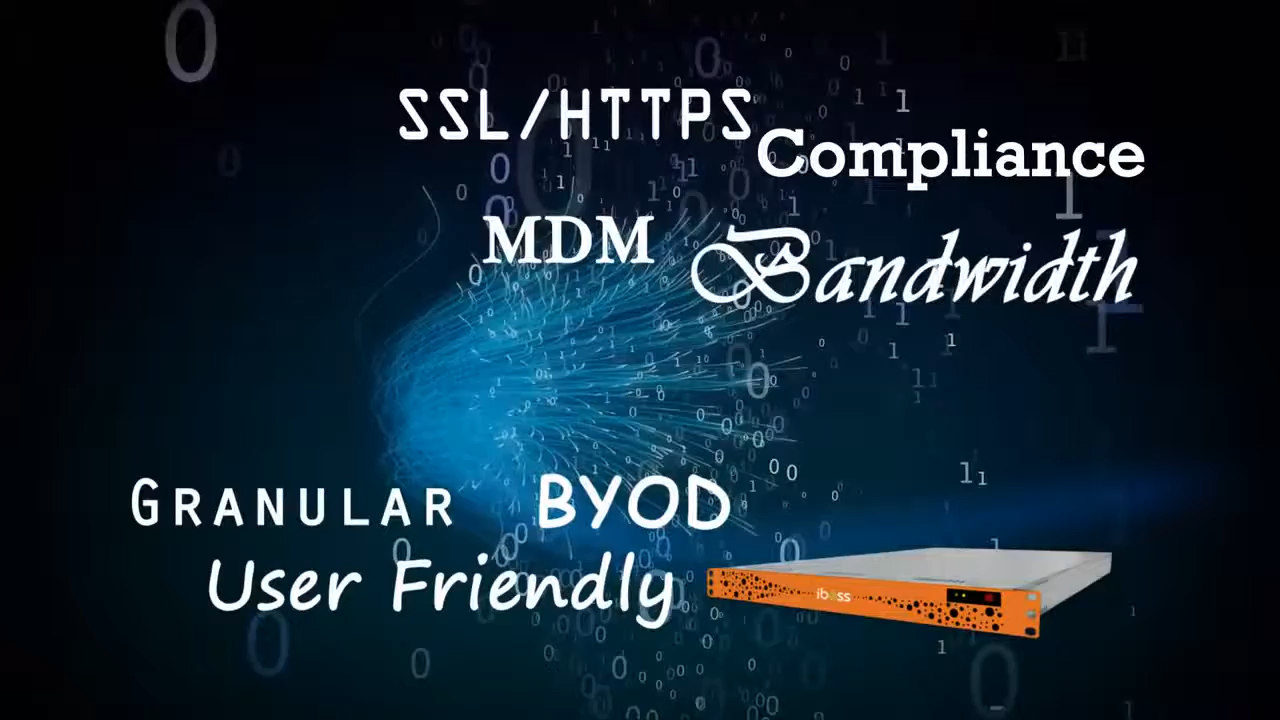 SSL/HTTPS
Compliance
MDM
Bandwidth
GRANULAR
BYOD
User Friendly
iboss